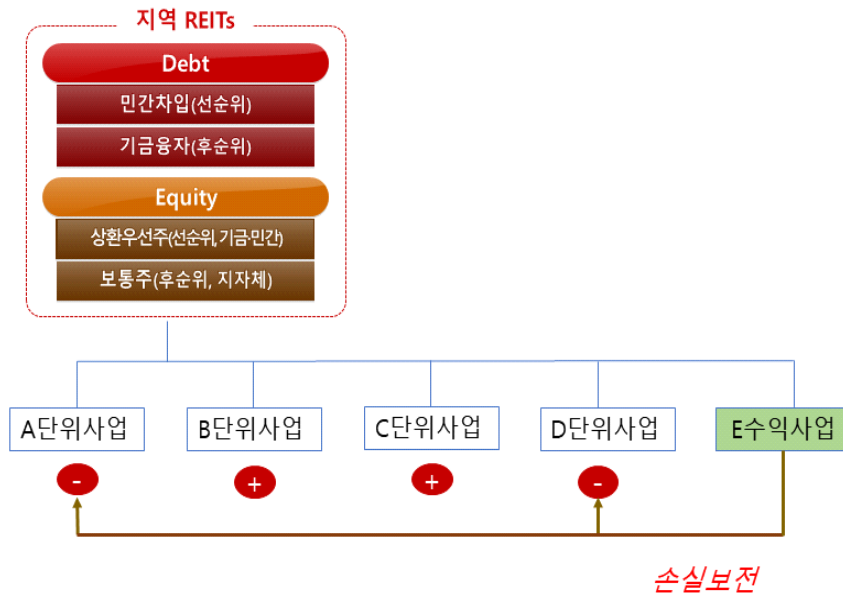 지역 REITs
Debt
민간차입(선순위)
기금융자(후순위)
Equity
상환우선주(선순위, 기금·민간)
보통주(후순위, 지자체)
A단위사업
B단위사업
C단위사업
D단위사업
E수익사업
-
+
+
-
손실보전